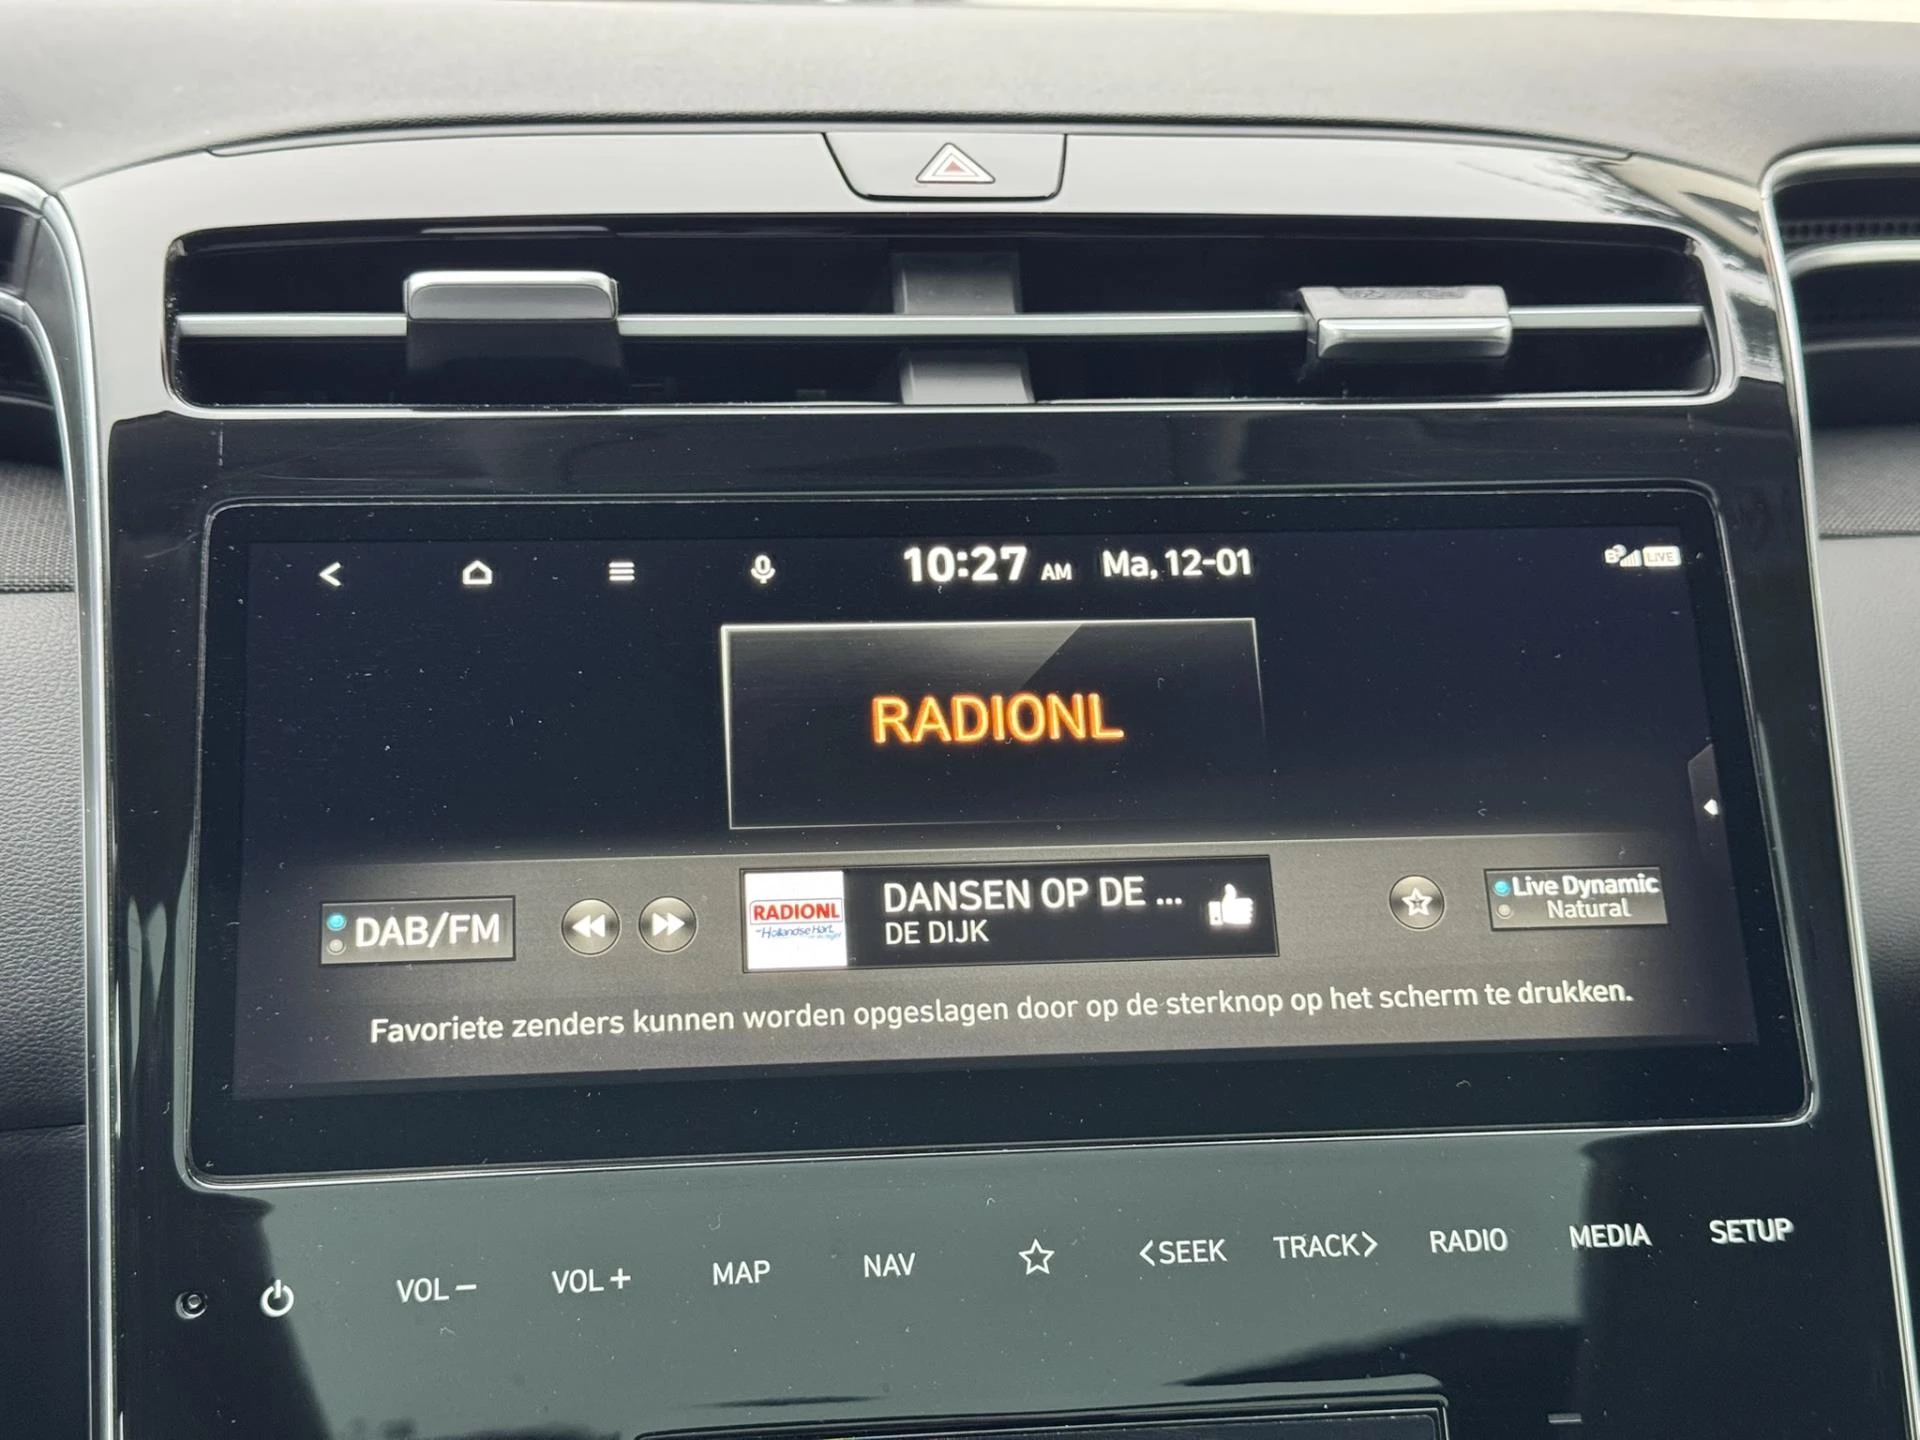 10:27 AM Ma, 12-01
LIVE
RADIONL
DAB/FM
RADIONL
DANSEN OP DE ...
DE DIJK
Live Dynamic
Natural
Favoriete zenders kunnen worden opgeslagen door op de sterknop op het scherm te drukken.
VOL − VOL + MAP NAV <SEEK TRACK> RADIO MEDIA SETUP